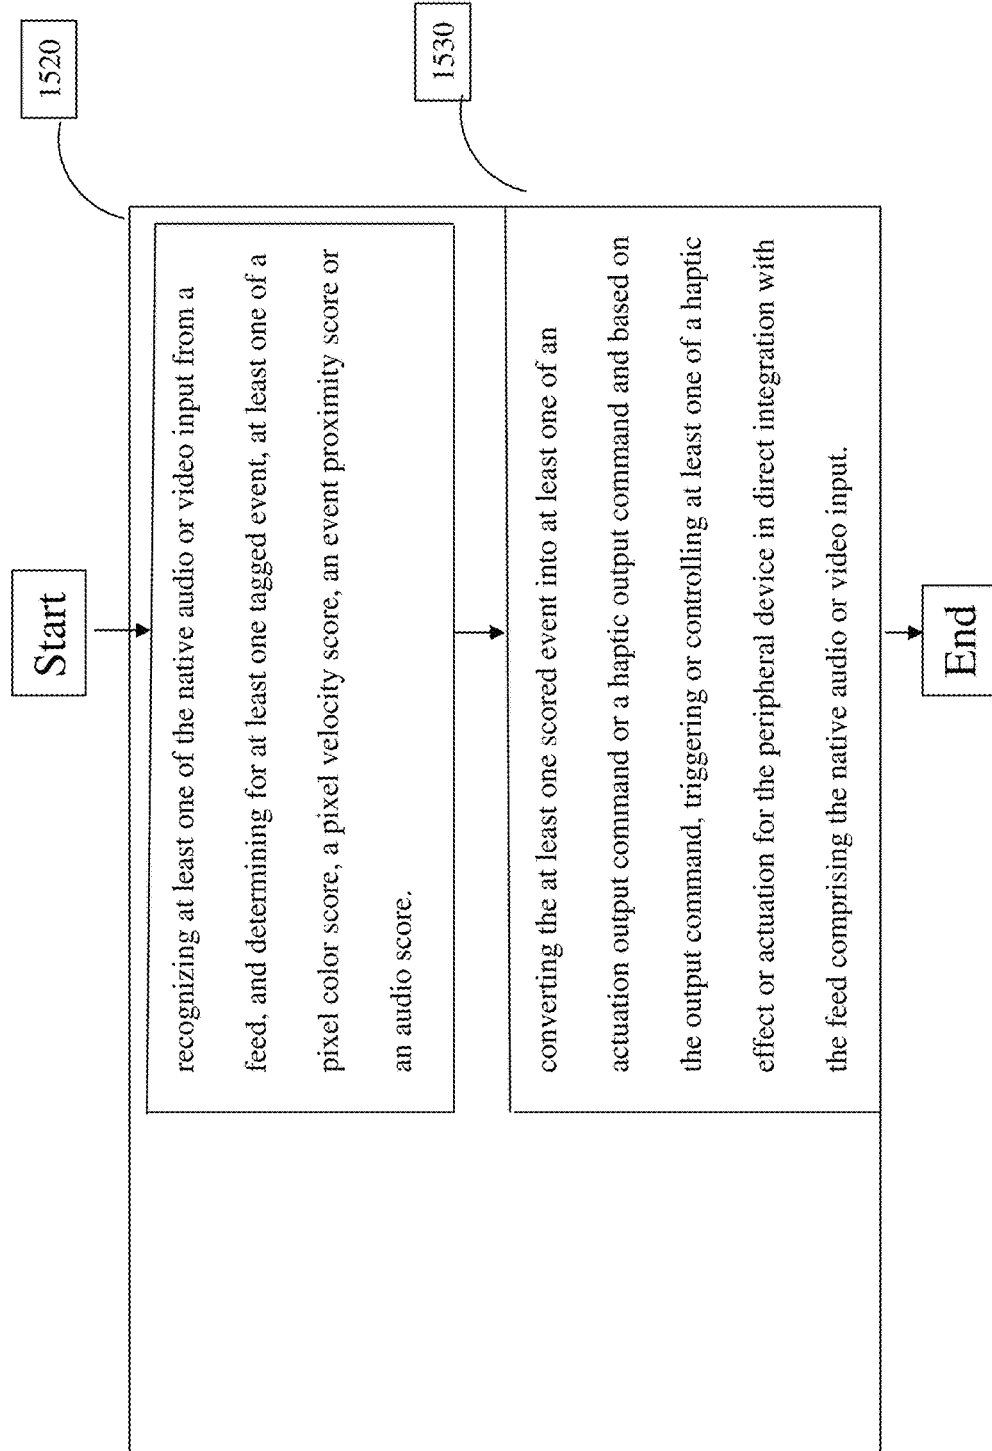 Start
1520
recognizing at least one of the native audio or video input from a
feed, and determining for at least one tagged event, at least one of a
pixel color score, a pixel velocity score, an event proximity score or
an audio score.
1530
converting the at least one scored event into at least one of an
actuation output command or a haptic output command and based on
the output command, triggering or controlling at least one of a haptic
effect or actuation for the peripheral device in direct integration with
the feed comprising the native audio or video input.
End